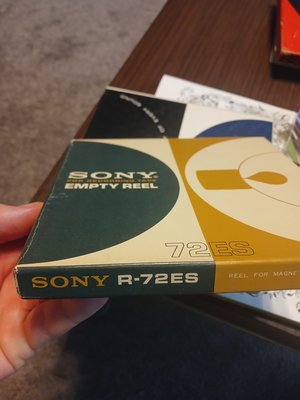 SONY®
FOR RECORDING TAPE
EMPTY REEL
72ES
SONY R-72ES
REEL FOR MAGNE